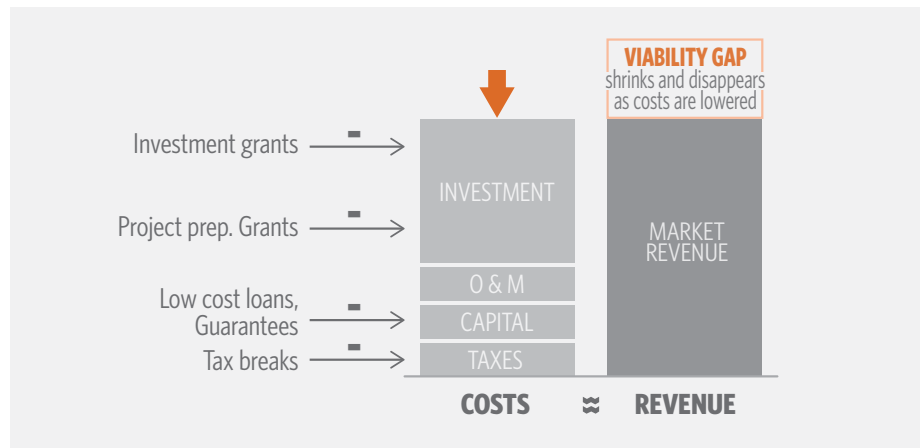 VIABILITY GAP
shrinks and disappears
as costs are lowered
Investment grants
-
INVESTMENT
Project prep. Grants
-
MARKET
REVENUE
O & M
Low cost loans,
Guarantees
-
CAPITAL
Tax breaks
-
TAXES
COSTS ≈ REVENUE